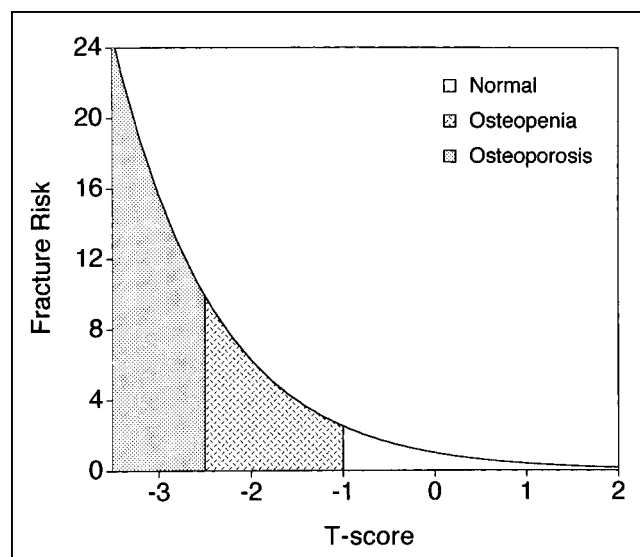 24
20
16
12
8
4
0
Fracture Risk
Normal
Osteopenia
Osteoporosis
-3 -2 -1 0 1 2
T-score